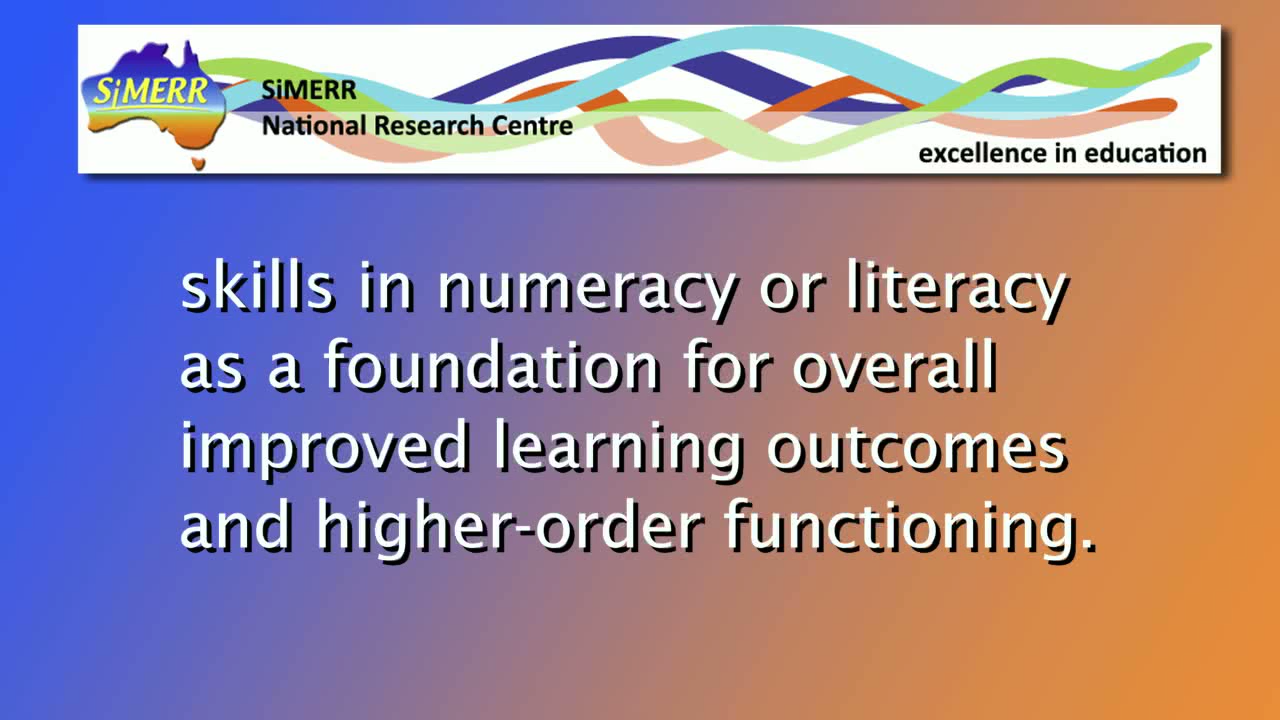 SiMERR
SiMERR
National Research Centre
excellence in education
skills in numeracy or literacy
as a foundation for overall
improved learning outcomes
and higher-order functioning.